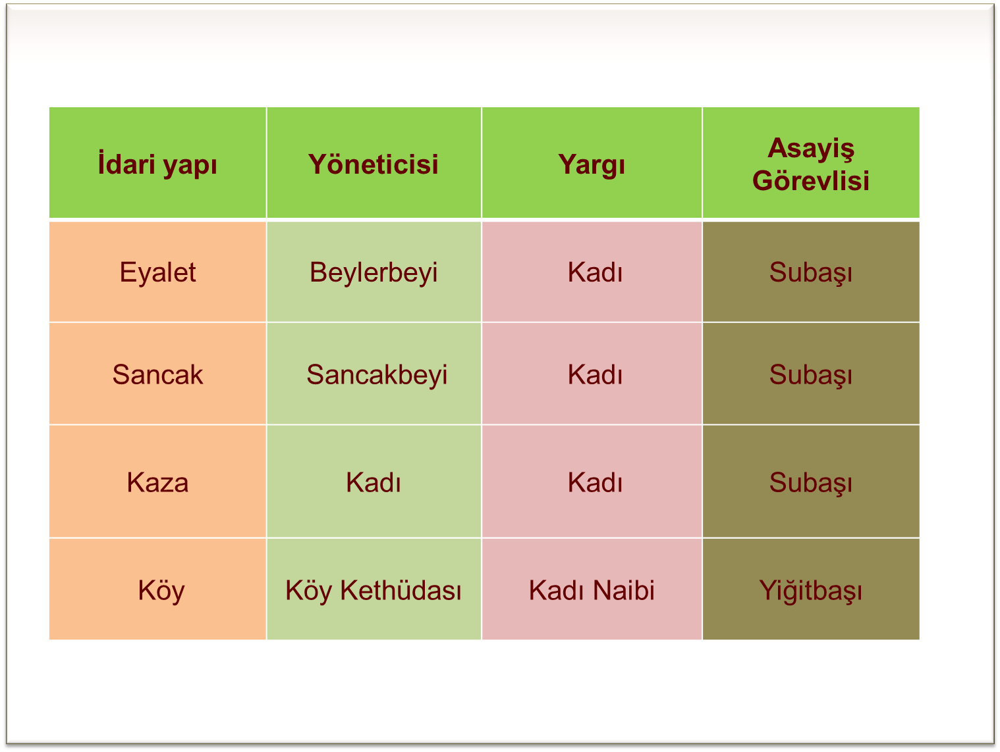 İdari yapı Yöneticisi Yargı Asayiş
Görevlisi
Eyalet Beylerbeyi Kadı Subaşı
Sancak Sancakbeyi Kadı Subaşı
Kaza Kadı Kadı Subaşı
Köy Köy Kethüdası Kadı Naibi Yiğitbaşı